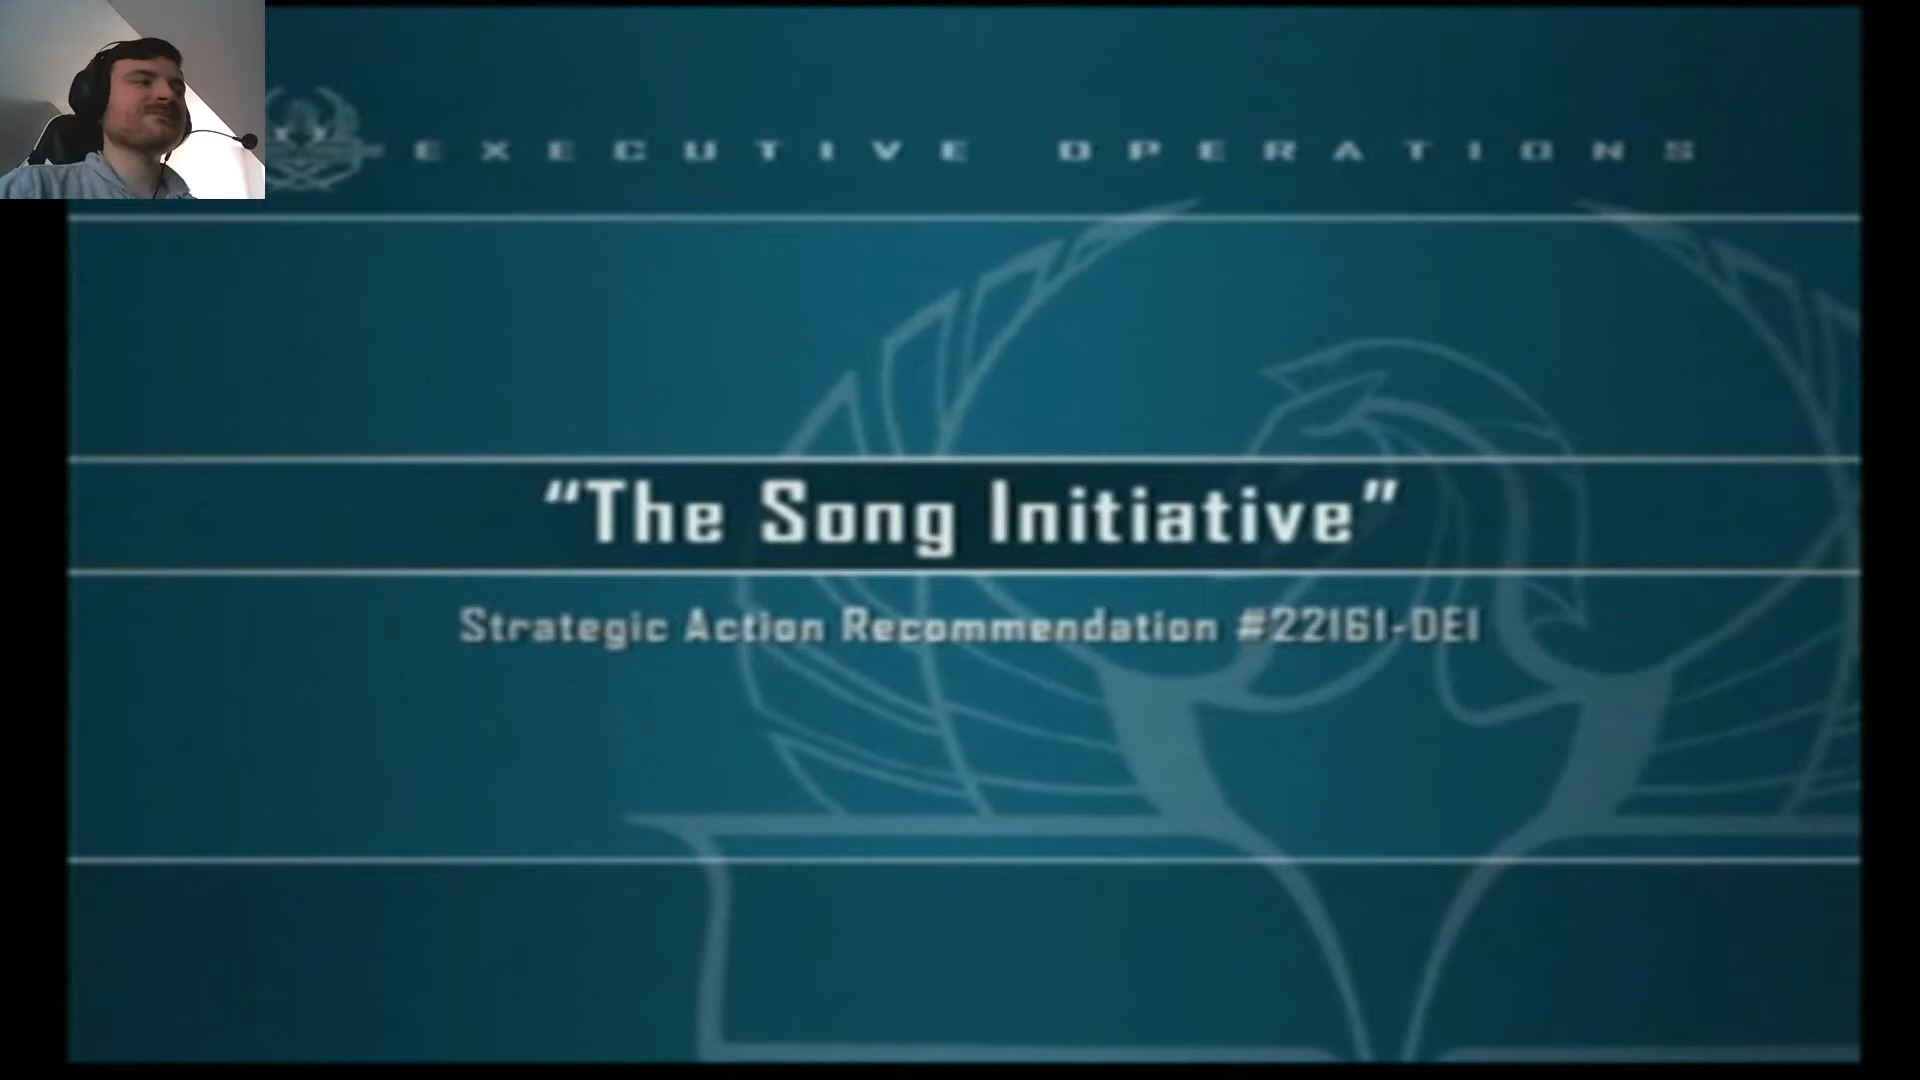 EXECUTIVE OPERATIONS
“The Song Initiative”
Strategic Action Recommendation #22161-DEI